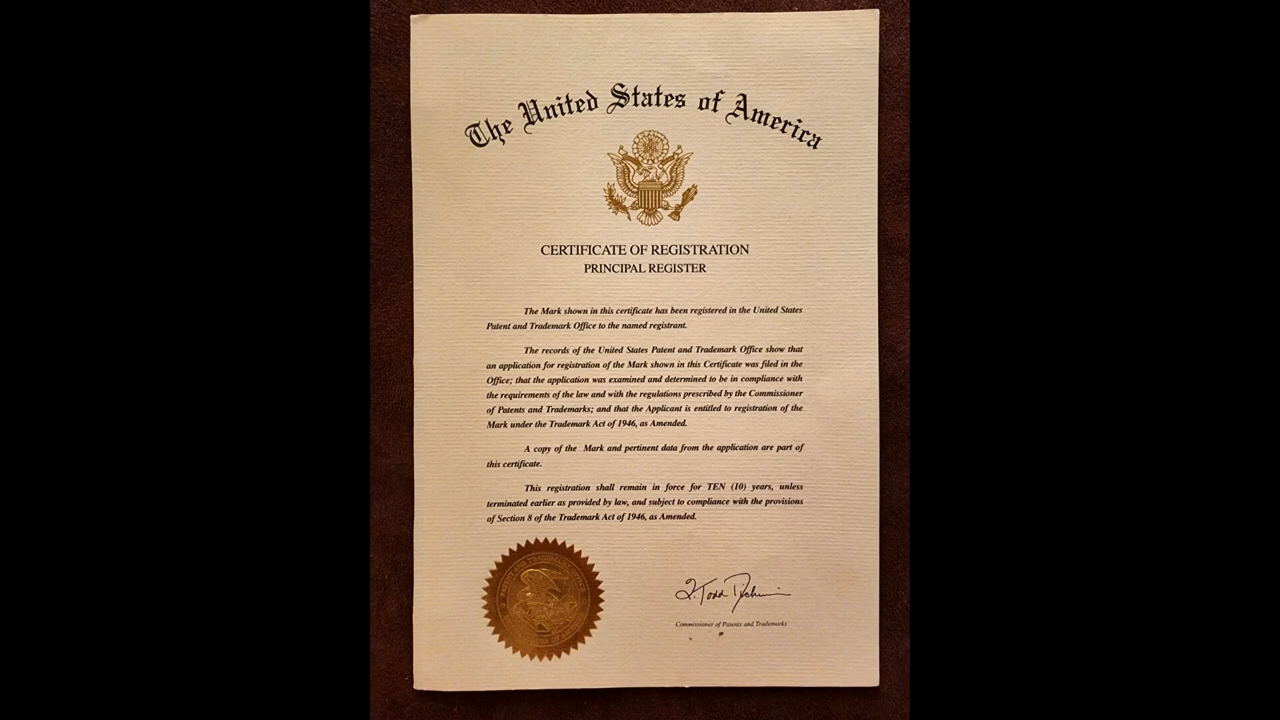 The United States of America
CERTIFICATE OF REGISTRATION
PRINCIPAL REGISTER
The Mark shown in this certificate has been registered in the United States
Patent and Trademark Office to the named registrant.
The records of the United States Patent and Trademark Office show that
an application for registration of the Mark shown in this Certificate was filed in the
Office; that the application was examined and determined to be in compliance with
the requirements of the law and with the regulations prescribed by the Commissioner
of Patents and Trademarks; and that the Applicant is entitled to registration of the
Mark under the Trademark Act of 1946, as Amended.
A copy of the Mark and pertinent data from the application are part of
this certificate.
This registration shall remain in force for TEN (10) years, unless
terminated earlier as provided by law, and subject to compliance with the provisions
of Section 8 of the Trademark Act of 1946, as Amended.
Commissioner of Patents and Trademarks